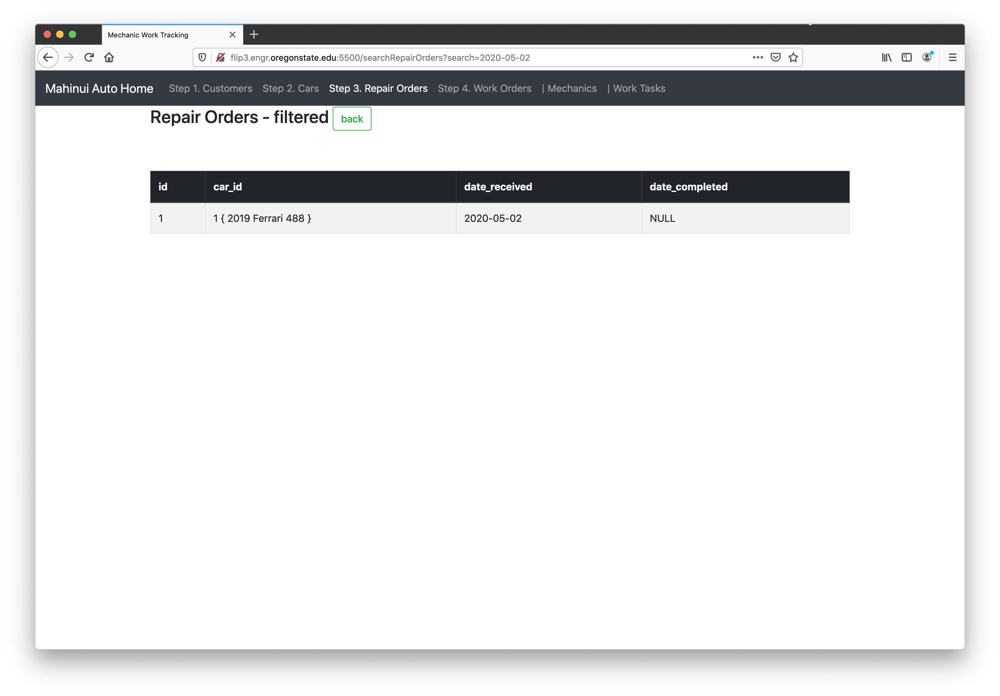 Mechanic Work Tracking
flip3.engr.oregonstate.edu:5500/searchRepairOrders?search=2020-05-02
Mahinui Auto Home Step 1. Customers Step 2. Cars Step 3. Repair Orders Step 4. Work Orders | Mechanics | Work Tasks
Repair Orders - filtered back
id car_id date_received date_completed
1 1 { 2019 Ferrari 488 } 2020-05-02 NULL